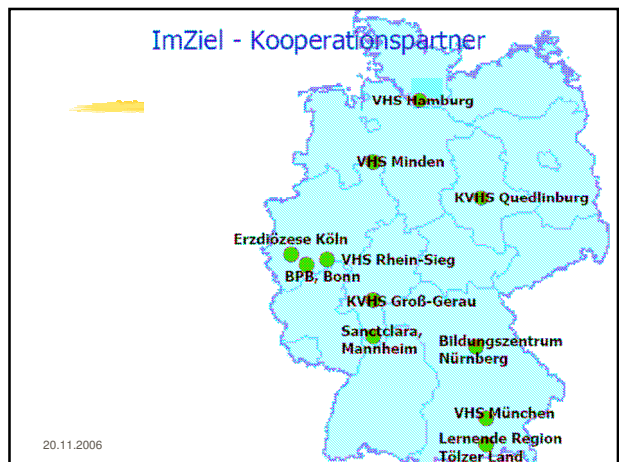 ImZiel - Kooperationspartner
VHS Hamburg
VHS Minden
KVHS Quedlinburg
Erzdiözese Köln
VHS Rhein-Sieg
BPB, Bonn
KVHS Groß-Gerau
Sanctclara,
Mannheim
Bildungszentrum
Nürnberg
VHS München
Lernende Region
Tölzer Land
20.11.2006